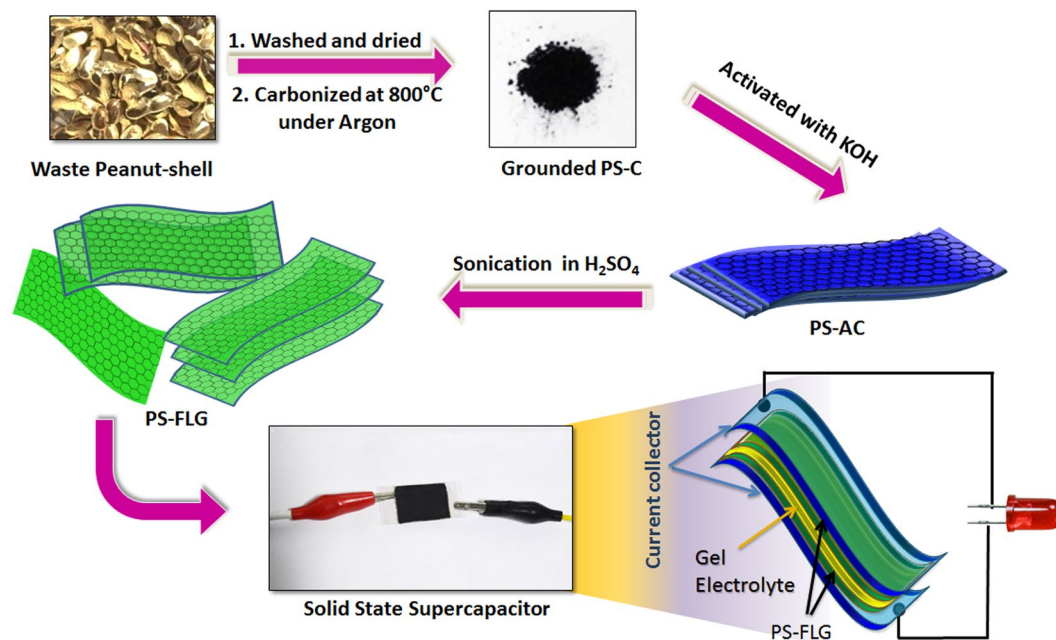 1. Washed and dried
2. Carbonized at 800°C
under Argon
Waste Peanut-shell
Grounded PS-C
Activated with KOH
Sonication in H₂SO₄
PS-AC
PS-FLG
Current collector
Gel
Electrolyte
PS-FLG
Solid State Supercapacitor